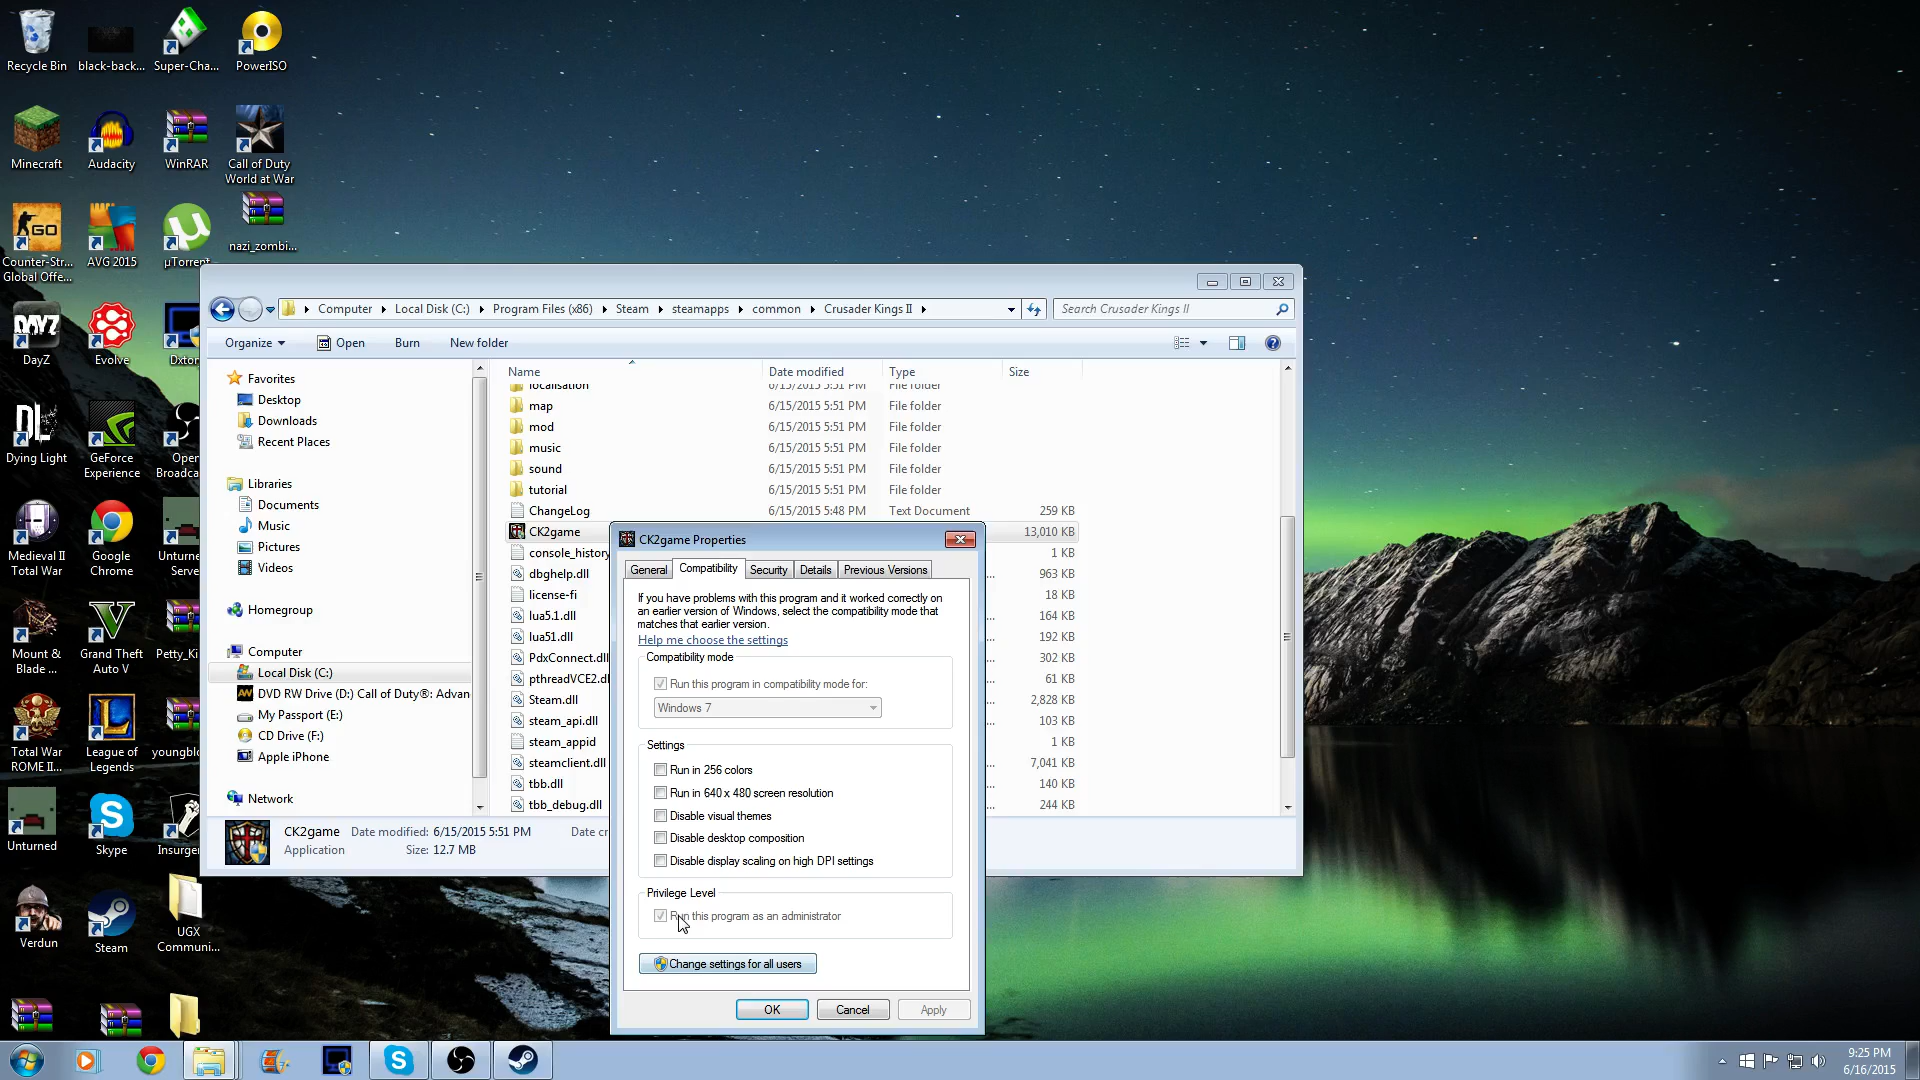 Recycle Bin
black-back...
Super-Cha...
PowerISO
Minecraft
Audacity
WinRAR
Call of Duty
World at War
GO
Counter-Str...
Global Offe...
AVG 2015
µTorrent
nazi_zombi...
DAYZ
DayZ
Evolve
Dxtor
DL
Dying Light
GeForce
Experience
Open
Broadca
Medieval II
Total War
Google
Chrome
Unturne
Serve
Mount &
Blade ...
Grand Theft
Auto V
Petty_Ki
Total War
ROME II...
League of
Legends
youngblo
Unturned
Skype
Insurger
Verdun
Steam
UGX
Communi...
Computer
Local Disk (C:)
Program Files (x86)
Steam
steamapps
common
Crusader Kings II
Search Crusader Kings II
Organize
Open
Burn
New folder
Favorites
Desktop
Downloads
Recent Places
Libraries
Documents
Music
Pictures
Videos
Homegroup
Computer
Local Disk (C:)
DVD RW Drive (D:) Call of Duty®: Advan
My Passport (E:)
CD Drive (F:)
Apple iPhone
Network
Name Date modified Type Size
localisation 6/15/2015 5:51 PM File folder
map 6/15/2015 5:51 PM File folder
mod 6/15/2015 5:51 PM File folder
music 6/15/2015 5:51 PM File folder
sound 6/15/2015 5:51 PM File folder
tutorial 6/15/2015 5:51 PM File folder
ChangeLog 6/15/2015 5:48 PM Text Document 259 KB
CK2game 13,010 KB
console_history 1 KB
dbghelp.dll ... 963 KB
license-fi 18 KB
lua5.1.dll ... 164 KB
lua51.dll ... 192 KB
PdxConnect.dll ... 302 KB
pthreadVCE2.dl ... 61 KB
Steam.dll ... 2,828 KB
steam_api.dll ... 103 KB
steam_appid 1 KB
steamclient.dll ... 7,041 KB
tbb.dll ... 140 KB
tbb_debug.dll ... 244 KB
CK2game Date modified: 6/15/2015 5:51 PM Date cr
Application Size: 12.7 MB
CK2game Properties
General Compatibility Security Details Previous Versions
If you have problems with this program and it worked correctly on
an earlier version of Windows, select the compatibility mode that
matches that earlier version.
Help me choose the settings
Compatibility mode
Run this program in compatibility mode for:
Windows 7
Settings
Run in 256 colors
Run in 640 x 480 screen resolution
Disable visual themes
Disable desktop composition
Disable display scaling on high DPI settings
Privilege Level
Run this program as an administrator
Change settings for all users
OK Cancel Apply
9:25 PM
6/16/2015